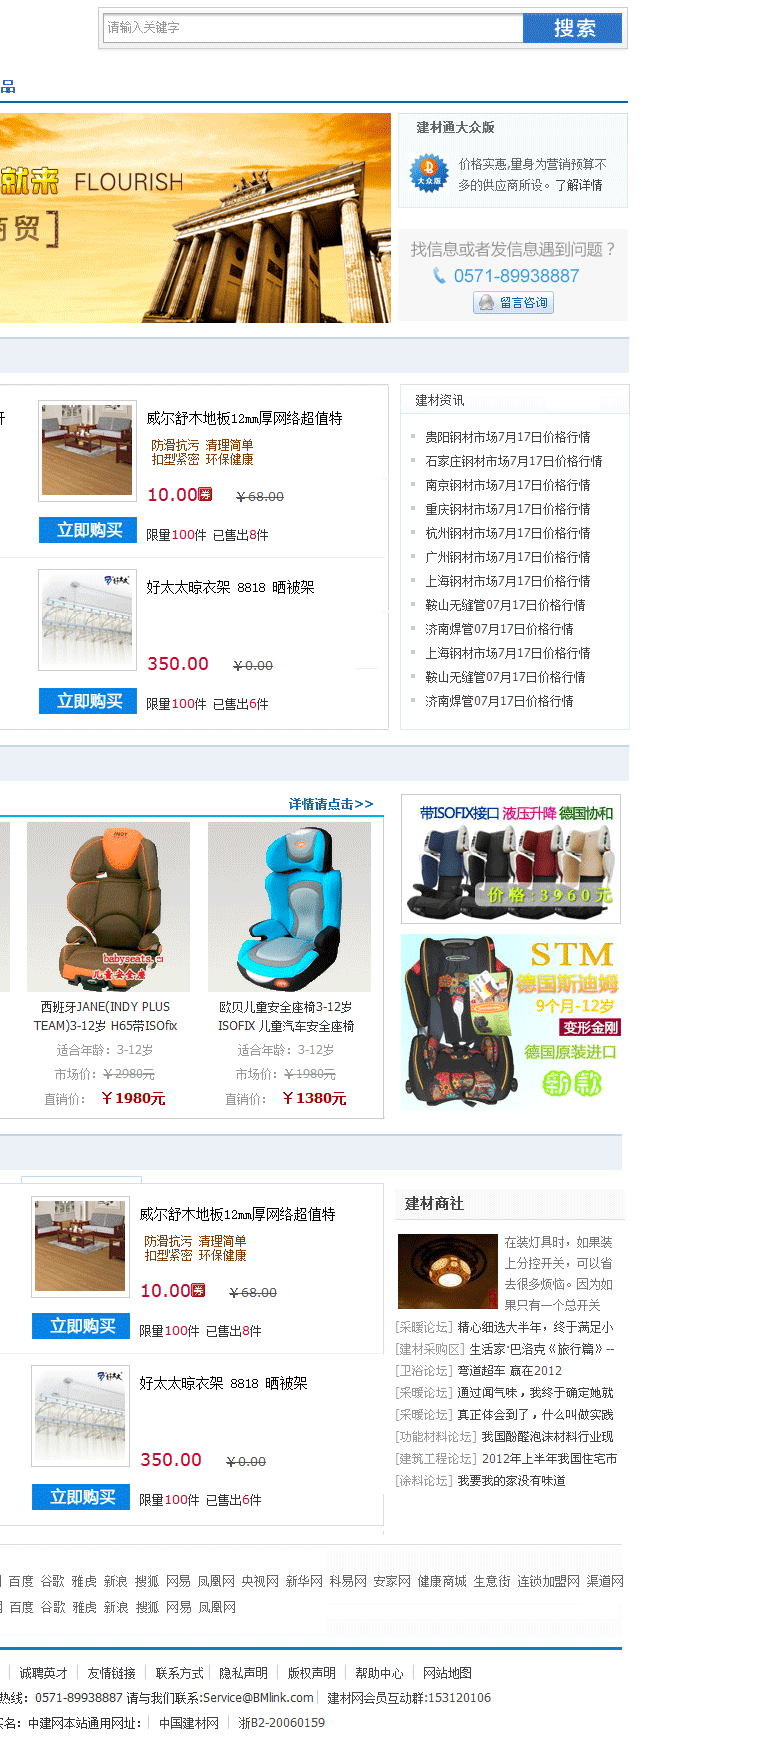 请输入关键字 搜索
品
就来 FLOURISH
商贸]
建材通大众版
大众版
价格实惠,量身为营销预算不
多的供应商所设。了解详情
找信息或者发信息遇到问题？
0571-89938887
留言咨询
威尔舒木地板12mm厚网络超值特
防滑抗污 清理简单
扣型紧密 环保健康
10.00券 ￥68.00
立即购买 限量100件 已售出8件
好太太晾衣架 8818 晒被架
350.00 ￥0.00
立即购买 限量100件 已售出6件
建材资讯
贵阳钢材市场7月17日价格行情
石家庄钢材市场7月17日价格行情
南京钢材市场7月17日价格行情
重庆钢材市场7月17日价格行情
杭州钢材市场7月17日价格行情
广州钢材市场7月17日价格行情
上海钢材市场7月17日价格行情
鞍山无缝管07月17日价格行情
济南焊管07月17日价格行情
上海钢材市场7月17日价格行情
鞍山无缝管07月17日价格行情
济南焊管07月17日价格行情
详情请点击>>
INDY
babyseats.c
儿童安全座
西班牙JANE(INDY PLUS
TEAM)3-12岁 H65带ISOfix
适合年龄：3-12岁
市场价：￥2980元
直销价： ￥1980元
欧贝儿童安全座椅3-12岁
ISOFIX 儿童汽车安全座椅
适合年龄：3-12岁
市场价：￥1980元
直销价： ￥1380元
带ISOFIX接口 液压升降 德国协和
价格:3960元
STM
德国斯迪姆
9个月-12岁
变形金刚
德国原装进口
新款
威尔舒木地板12mm厚网络超值特
防滑抗污 清理简单
扣型紧密 环保健康
10.00券 ￥68.00
立即购买 限量100件 已售出8件
好太太晾衣架 8818 晒被架
350.00 ￥0.00
立即购买 限量100件 已售出6件
建材商社
在装灯具时，如果装
上分控开关，可以省
去很多烦恼。因为如
果只有一个总开关
[采暖论坛] 精心细选大半年，终于满足小
[建材采购区] 生活家·巴洛克《旅行篇》--
[卫浴论坛] 弯道超车 赢在2012
[采暖论坛] 通过闻气味，我终于确定她就
[采暖论坛] 真正体会到了，什么叫做实践
[功能材料论坛] 我国酚醛泡沫材料行业现
[建筑工程论坛] 2012年上半年我国住宅市
[涂料论坛] 我要我的家没有味道
百度 谷歌 雅虎 新浪 搜狐 网易 凤凰网 央视网 新华网 科易网 安家网 健康商城 生意街 连锁加盟网 渠道网
百度 谷歌 雅虎 新浪 搜狐 网易 凤凰网
| 诚聘英才 | 友情链接 | 联系方式 | 隐私声明 | 版权声明 | 帮助中心 | 网站地图
热线：0571-89938887 请与我们联系:Service@BMlink.com | 建材网会员互动群:153120106
实名：中建网本站通用网址：| 中国建材网 | 浙B2-20060159